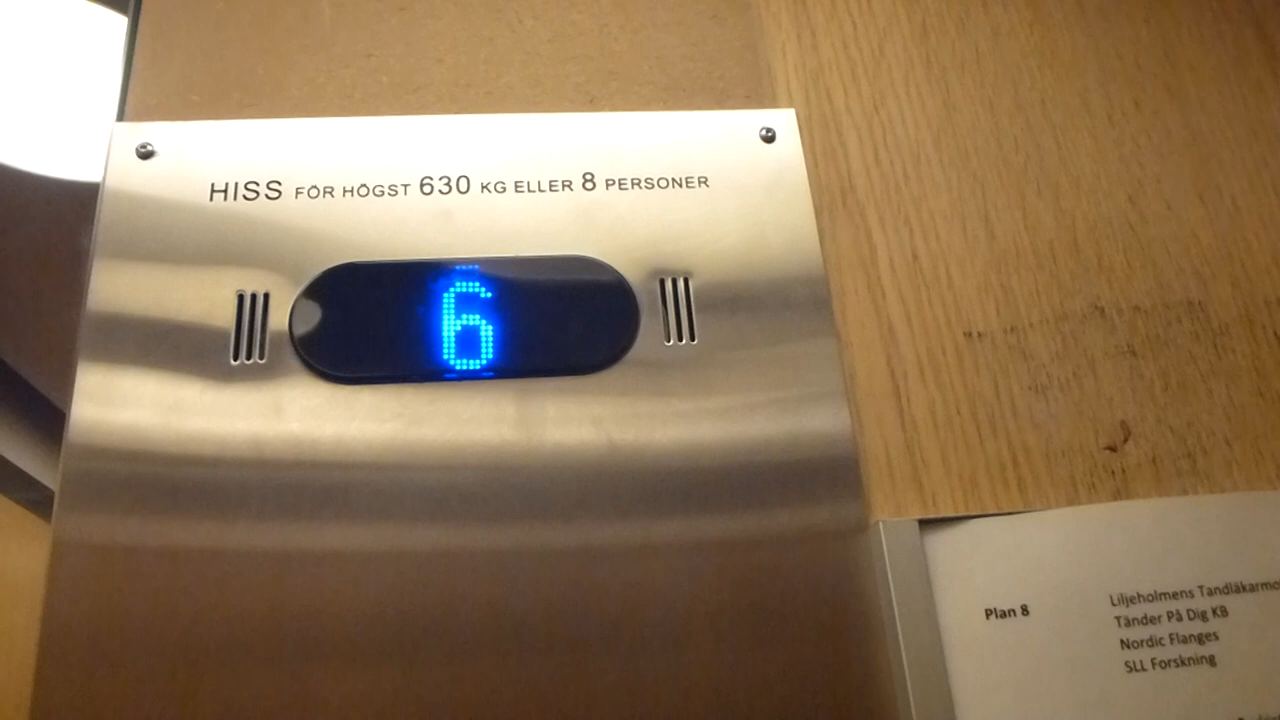 HISS FÖR HÖGST 630 KG ELLER 8 PERSONER
6
Plan 8
Liljeholmens
Tänder På Dig KB
Nordic Flanges
SLL Forskning